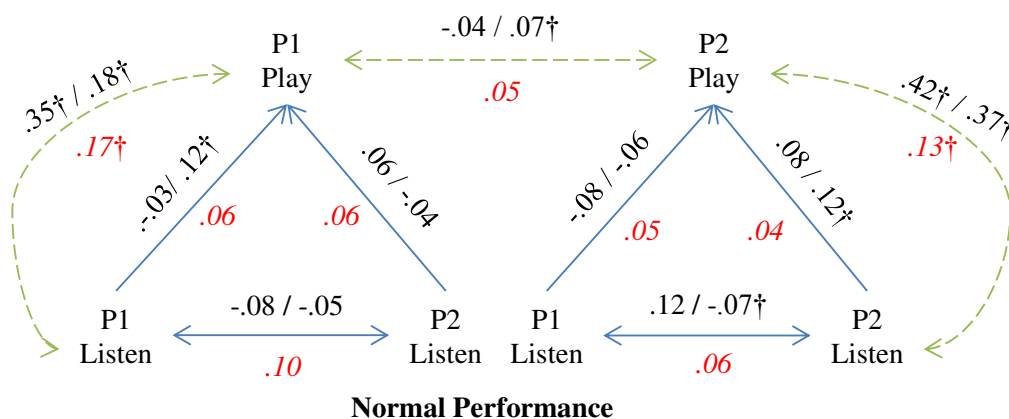 P1
Play
-.04 / .07†
.05
P2
Play
.35† / .18†
.17†
.42† / .37†
.13†
-.03/ .12†
.06
.06 / -.04
.06
-.08 / -.06
.05
.08 / .12†
.04
P1
Listen
-.08 / -.05
.10
P2
Listen
P1
Listen
.12 / -.07†
.06
P2
Listen
Normal Performance